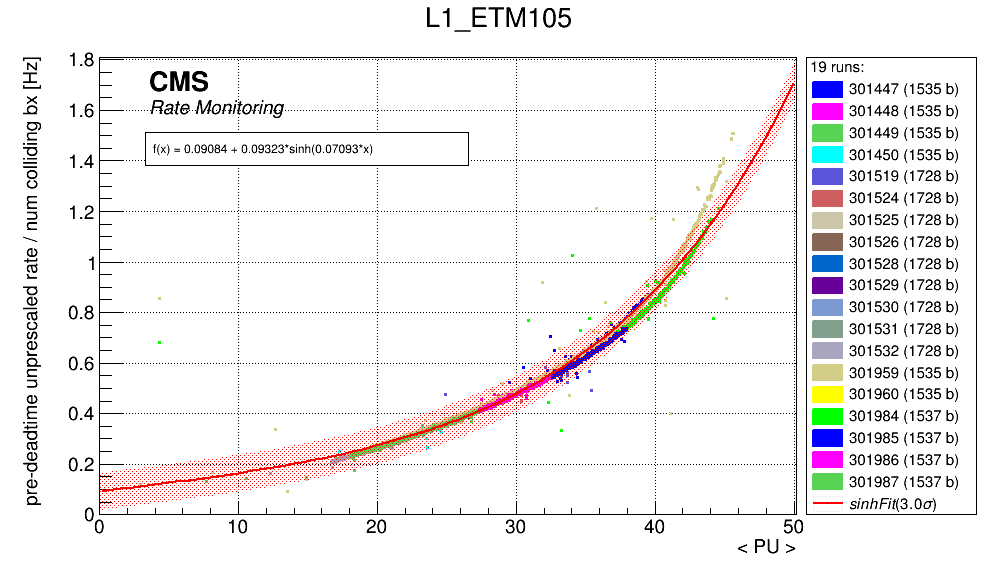 L1_ETM105
pre-deadtime unprescaled rate / num colliding bx [Hz]
1.8
1.6
1.4
1.2
1
0.8
0.6
0.4
0.2
0
CMS
Rate Monitoring
f(x) = 0.09084 + 0.09323*sinh(0.07093*x)
0 10 20 30 40 50
< PU >
19 runs:
301447 (1535 b)
301448 (1535 b)
301449 (1535 b)
301450 (1535 b)
301519 (1728 b)
301524 (1728 b)
301525 (1728 b)
301526 (1728 b)
301528 (1728 b)
301529 (1728 b)
301530 (1728 b)
301531 (1728 b)
301532 (1728 b)
301959 (1535 b)
301960 (1535 b)
301984 (1537 b)
301985 (1537 b)
301986 (1537 b)
301987 (1537 b)
sinhFit(3.0σ)